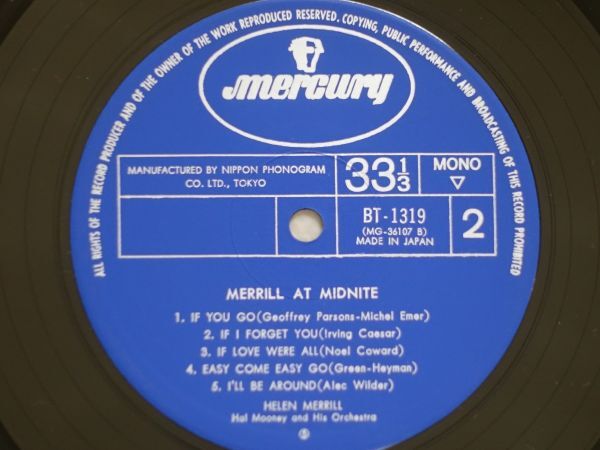 ALL RIGHTS OF THE RECORD PRODUCER AND OF THE OWNER OF THE WORK REPRODUCED RESERVED. COPYING, PUBLIC PERFORMANCE AND BROADCASTING OF THIS RECORD PROHIBITED
mercury
MANUFACTURED BY NIPPON PHONOGRAM
CO. LTD., TOKYO
33 1/3
MONO
▽
BT-1319
(MG-36107 B)
MADE IN JAPAN
2
MERRILL AT MIDNITE
1. IF YOU GO(Geoffrey Parsons-Michel Emer)
2. IF I FORGET YOU(Irving Caesar)
3. IF LOVE WERE ALL(Noel Coward)
4. EASY COME EASY GO(Green-Heyman)
5. I'LL BE AROUND(Alec Wilder)
HELEN MERRILL
Hal Mooney and His Orchestra
Ⓢ